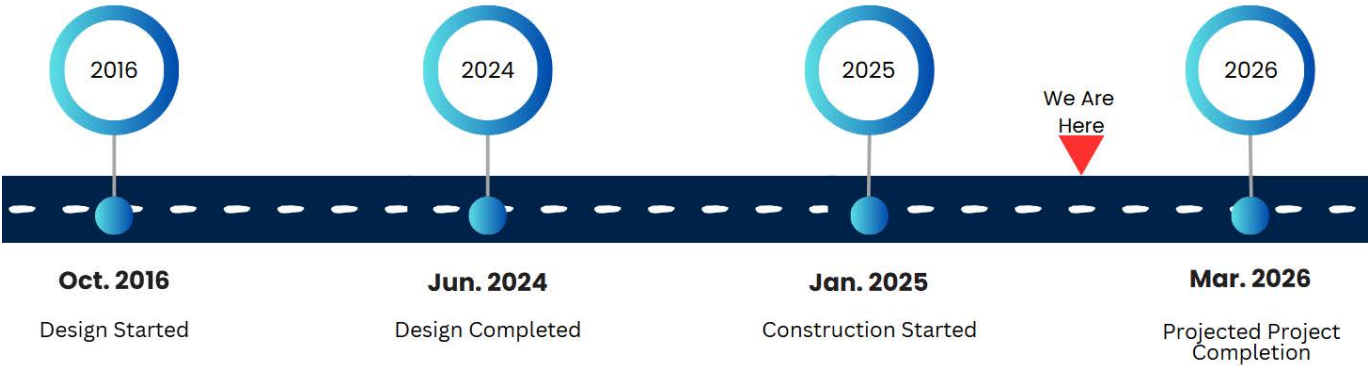 2016
2024
2025
2026
We Are
Here
Oct. 2016
Jun. 2024
Jan. 2025
Mar. 2026
Design Started
Design Completed
Construction Started
Projected Project
Completion